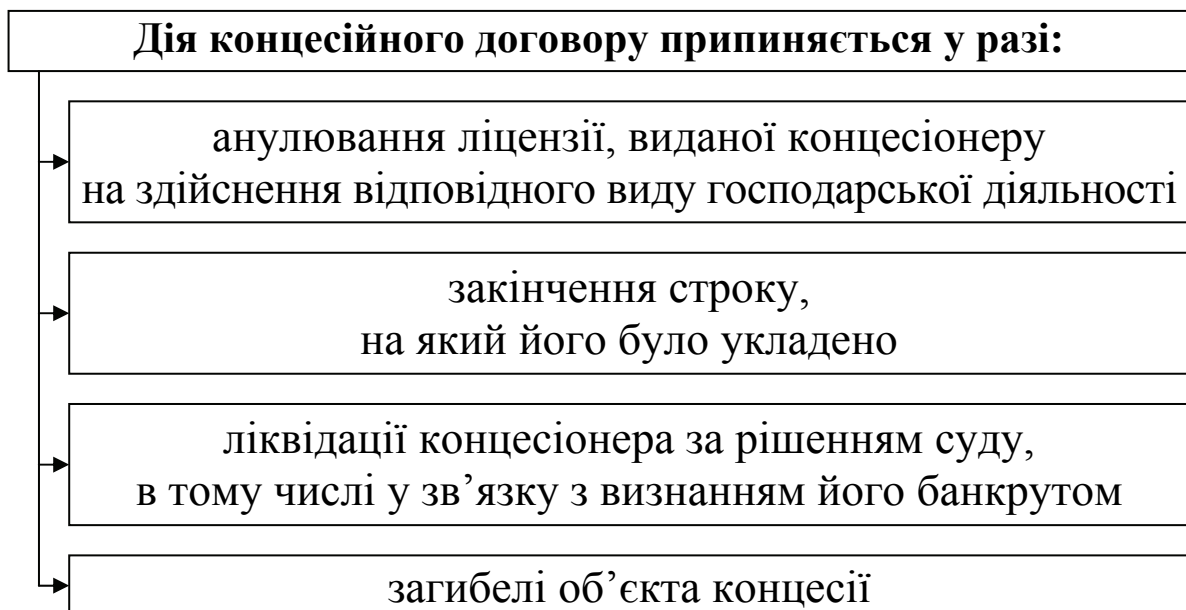 Дія концесійного договору припиняється у разі:
анулювання ліцензії, виданої концесіонеру
на здійснення відповідного виду господарської діяльності
закінчення строку,
на який його було укладено
ліквідації концесіонера за рішенням суду,
в тому числі у зв’язку з визнанням його банкрутом
загибелі об’єкта концесії